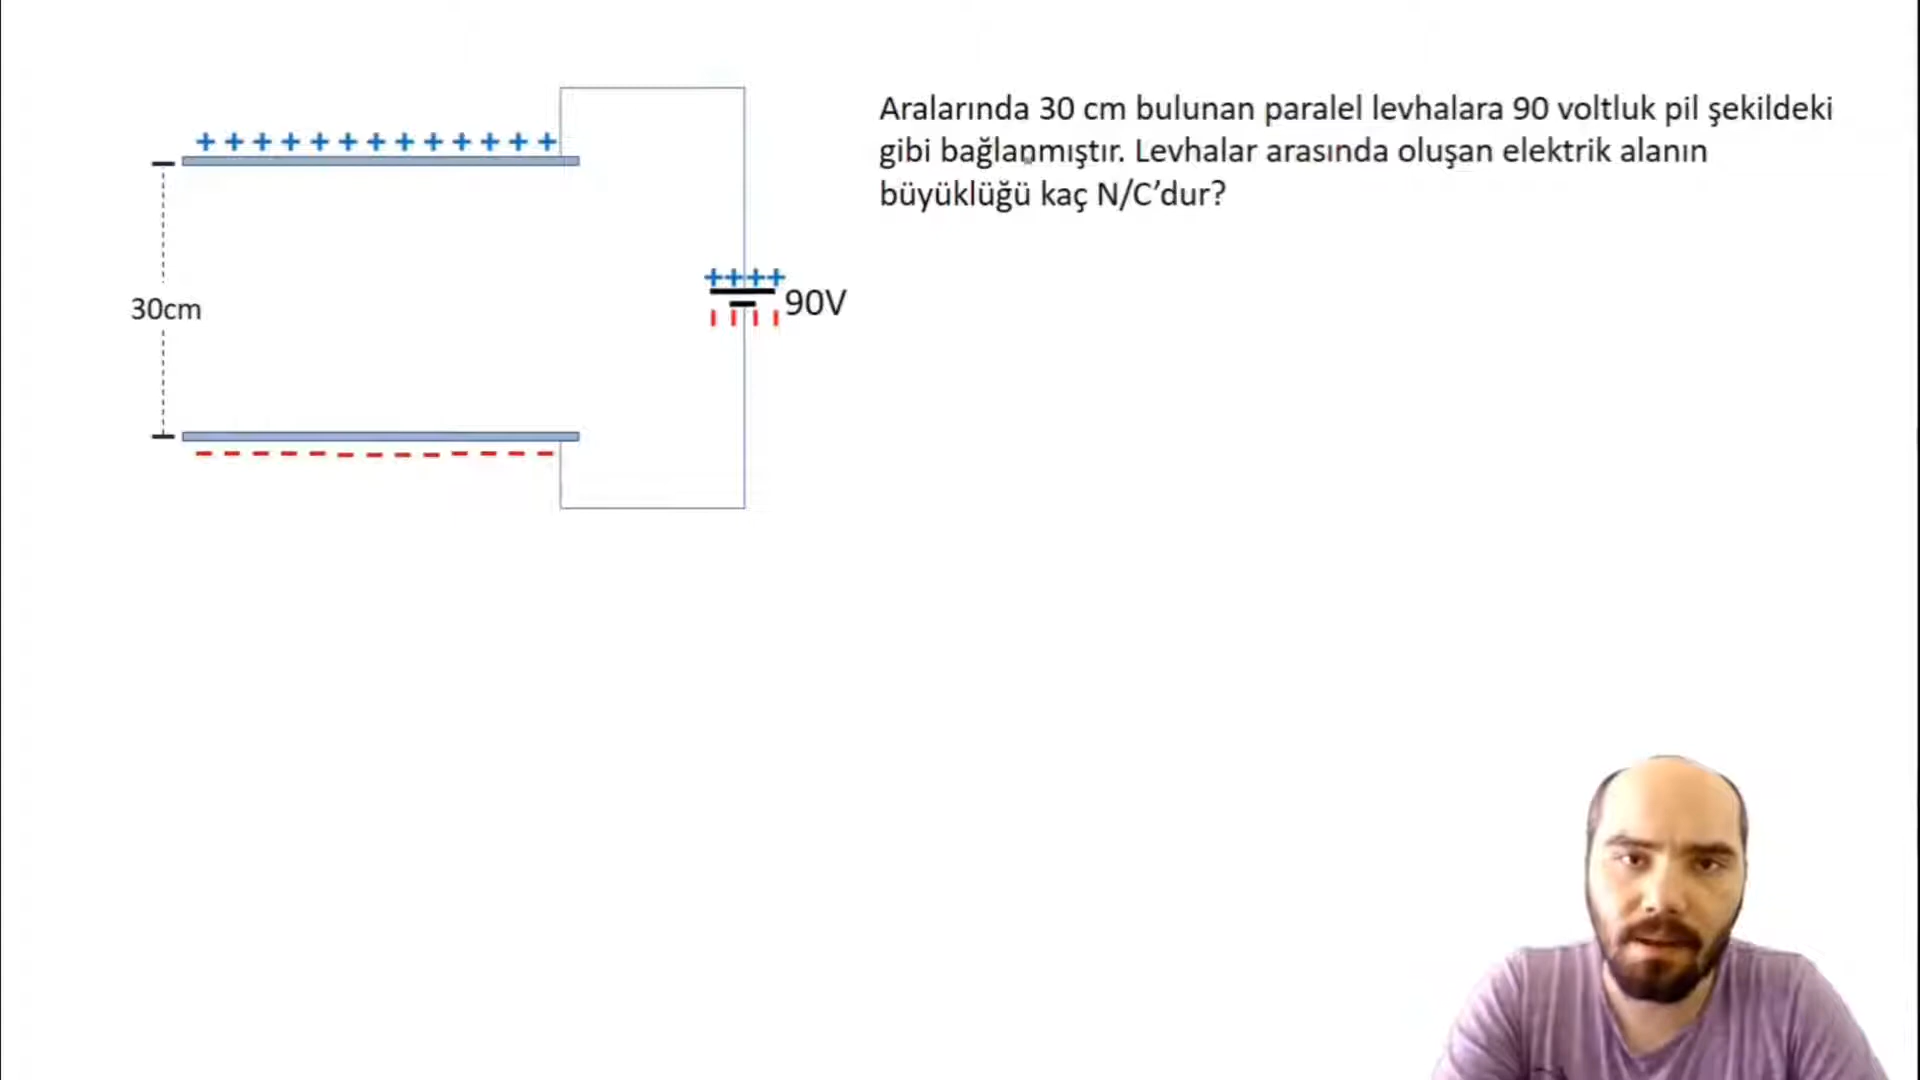 Aralarında 30 cm bulunan paralel levhalara 90 voltluk pil şekildeki
gibi bağlanmıştır. Levhalar arasında oluşan elektrik alanın
büyüklüğü kaç N/C’dur?
+ + + + + + + + + + + + +
++++
90V
30cm